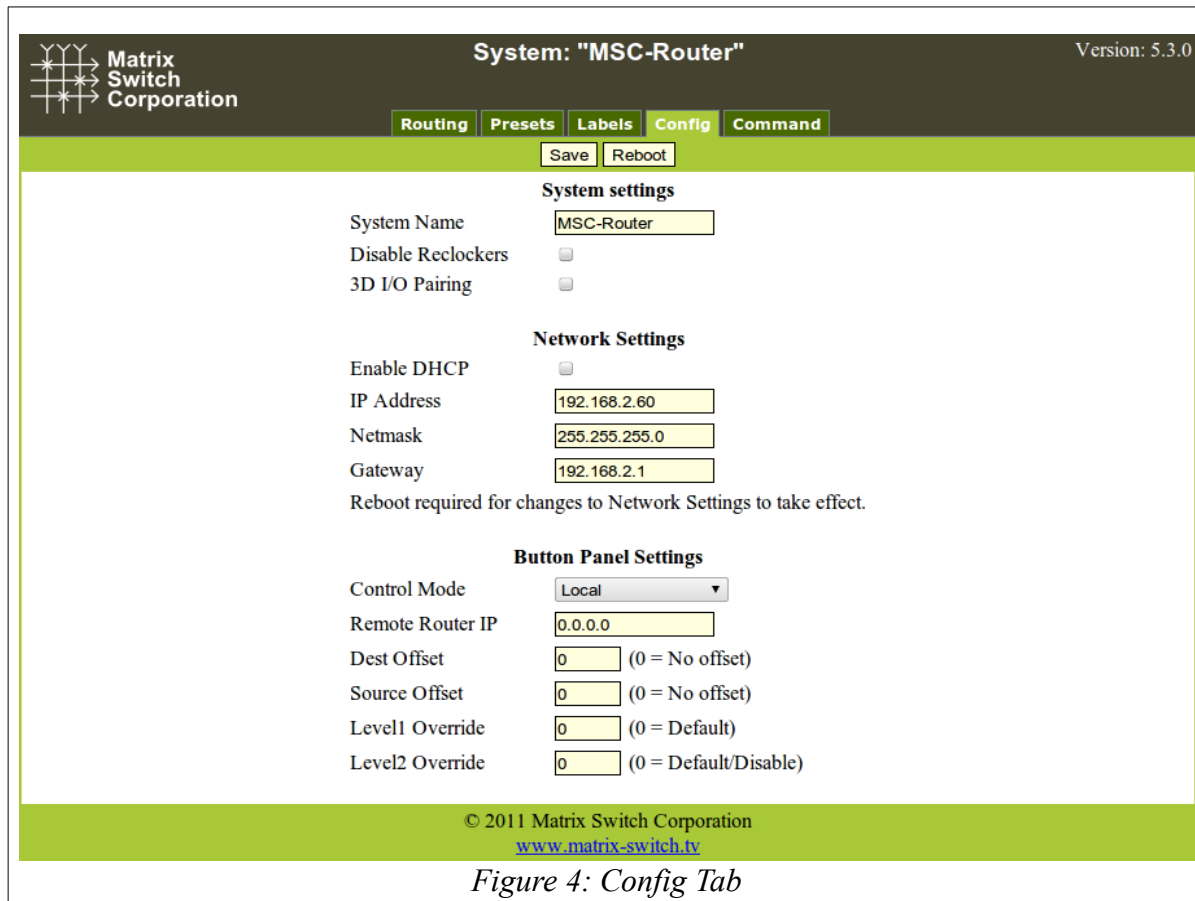 Matrix
Switch
Corporation
System: "MSC-Router"
Version: 5.3.0
Routing Presets Labels Config Command
Save Reboot
System settings
System Name MSC-Router
Disable Reclockers
3D I/O Pairing
Network Settings
Enable DHCP
IP Address 192.168.2.60
Netmask 255.255.255.0
Gateway 192.168.2.1
Reboot required for changes to Network Settings to take effect.
Button Panel Settings
Control Mode Local
Remote Router IP 0.0.0.0
Dest Offset 0 (0 = No offset)
Source Offset 0 (0 = No offset)
Level1 Override 0 (0 = Default)
Level2 Override 0 (0 = Default/Disable)
© 2011 Matrix Switch Corporation
www.matrix-switch.tv
Figure 4: Config Tab